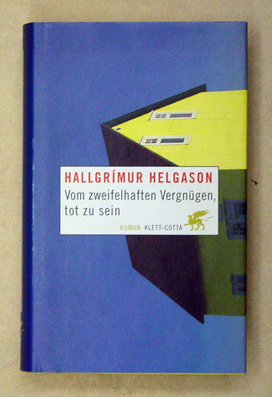 HALLGRÍMUR HELGASON
Vom zweifelhaften Vergnügen,
tot zu sein
ROMAN KLETT-COTTA